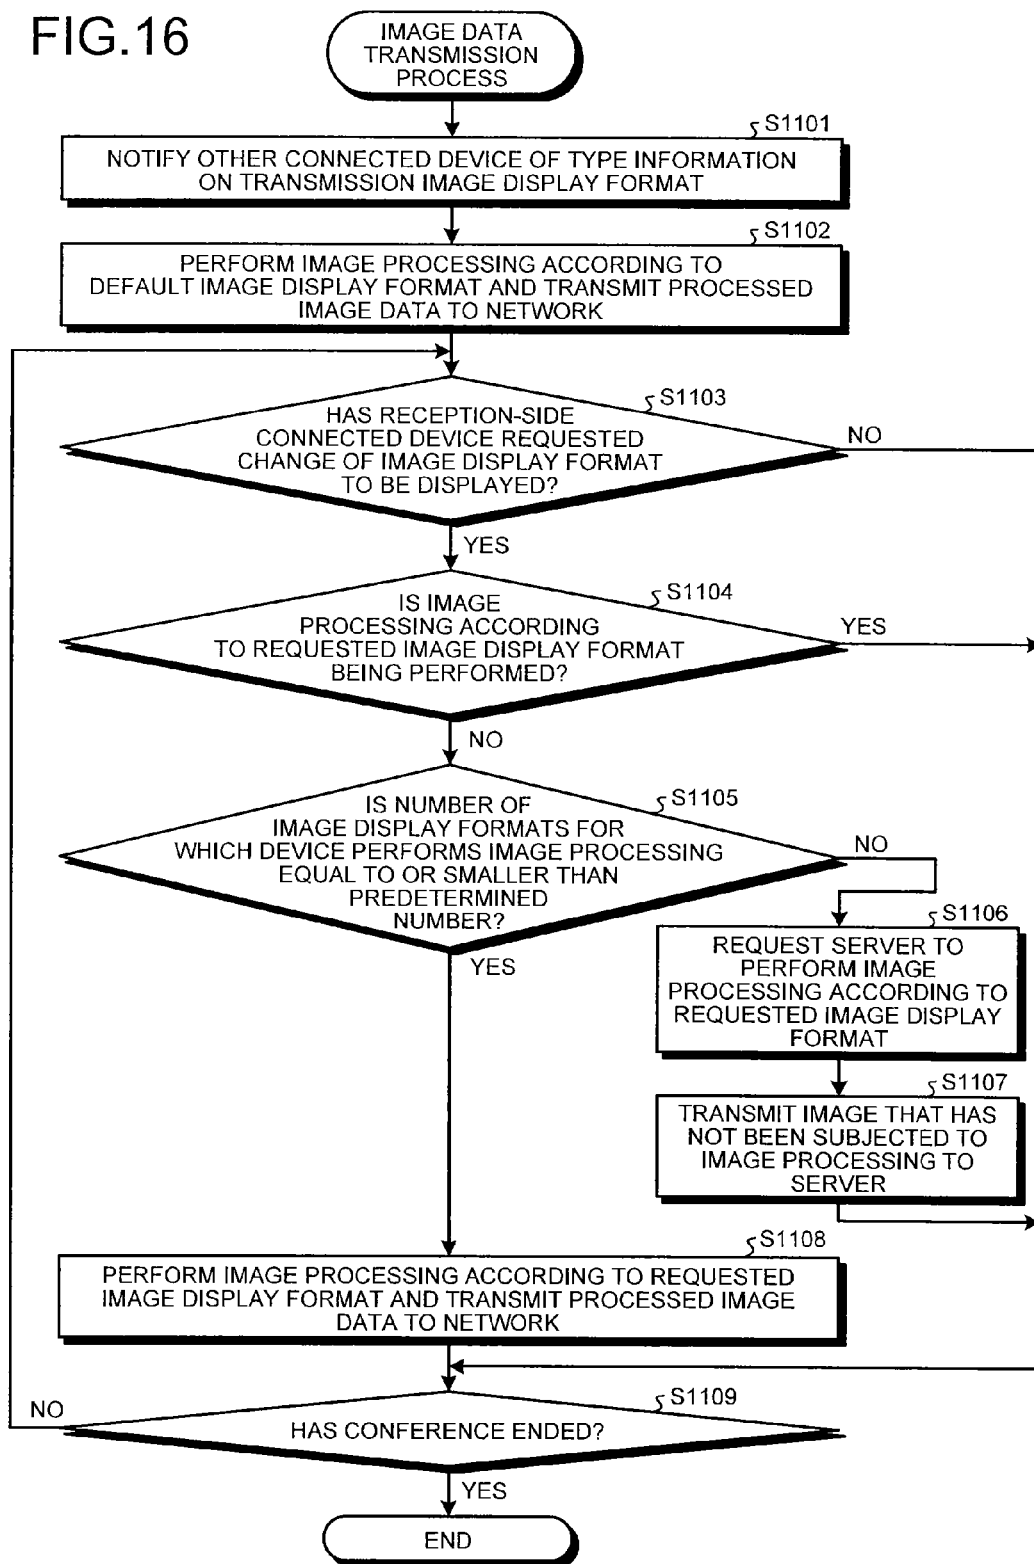 FIG.16
IMAGE DATA
TRANSMISSION
PROCESS
S1101
NOTIFY OTHER CONNECTED DEVICE OF TYPE INFORMATION
ON TRANSMISSION IMAGE DISPLAY FORMAT
S1102
PERFORM IMAGE PROCESSING ACCORDING TO
DEFAULT IMAGE DISPLAY FORMAT AND TRANSMIT PROCESSED
IMAGE DATA TO NETWORK
S1103
HAS RECEPTION-SIDE
CONNECTED DEVICE REQUESTED
CHANGE OF IMAGE DISPLAY FORMAT
TO BE DISPLAYED?
NO
YES
S1104
IS IMAGE
PROCESSING ACCORDING
TO REQUESTED IMAGE DISPLAY FORMAT
BEING PERFORMED?
YES
NO
S1105
IS NUMBER OF
IMAGE DISPLAY FORMATS FOR
WHICH DEVICE PERFORMS IMAGE PROCESSING
EQUAL TO OR SMALLER THAN
PREDETERMINED
NUMBER?
NO
YES
S1106
REQUEST SERVER TO
PERFORM IMAGE
PROCESSING ACCORDING TO
REQUESTED IMAGE DISPLAY
FORMAT
S1107
TRANSMIT IMAGE THAT HAS
NOT BEEN SUBJECTED TO
IMAGE PROCESSING TO
SERVER
S1108
PERFORM IMAGE PROCESSING ACCORDING TO REQUESTED
IMAGE DISPLAY FORMAT AND TRANSMIT PROCESSED IMAGE
DATA TO NETWORK
S1109
HAS CONFERENCE ENDED?
NO
YES
END